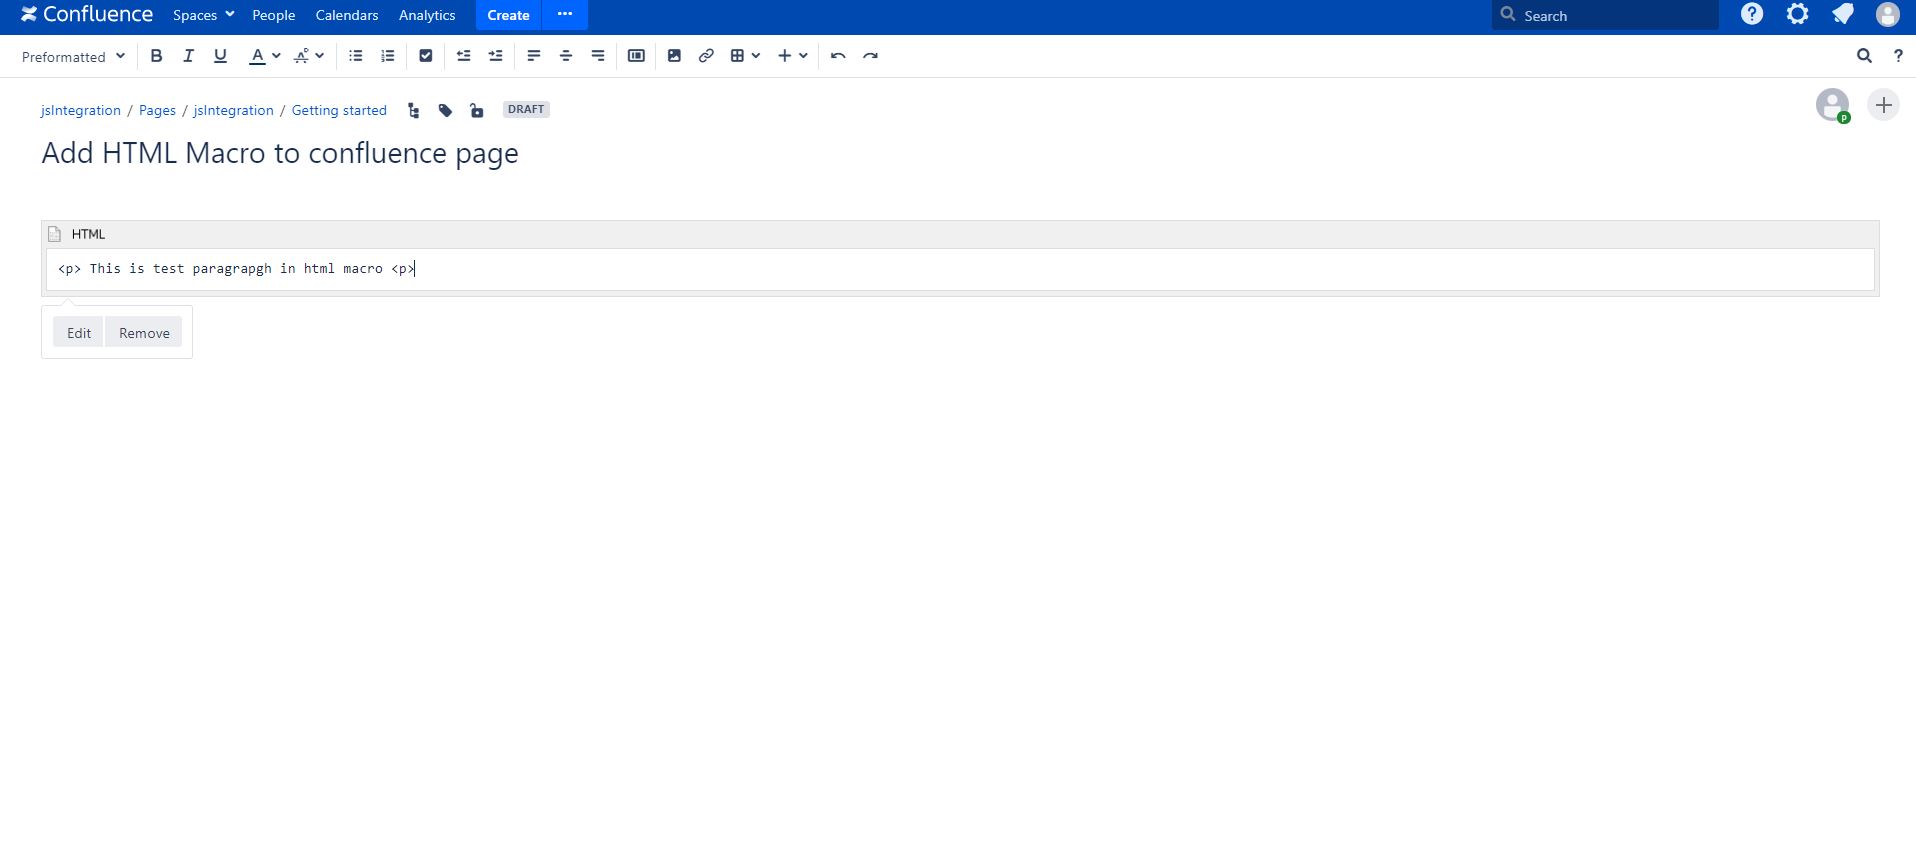 Confluence Spaces People Calendars Analytics Create ... Search ?
Preformatted B I U A ?
jsIntegration / Pages / jsIntegration / Getting started DRAFT
P
Add HTML Macro to confluence page
HTML
<p> This is test paragrapgh in html macro <p>
Edit Remove